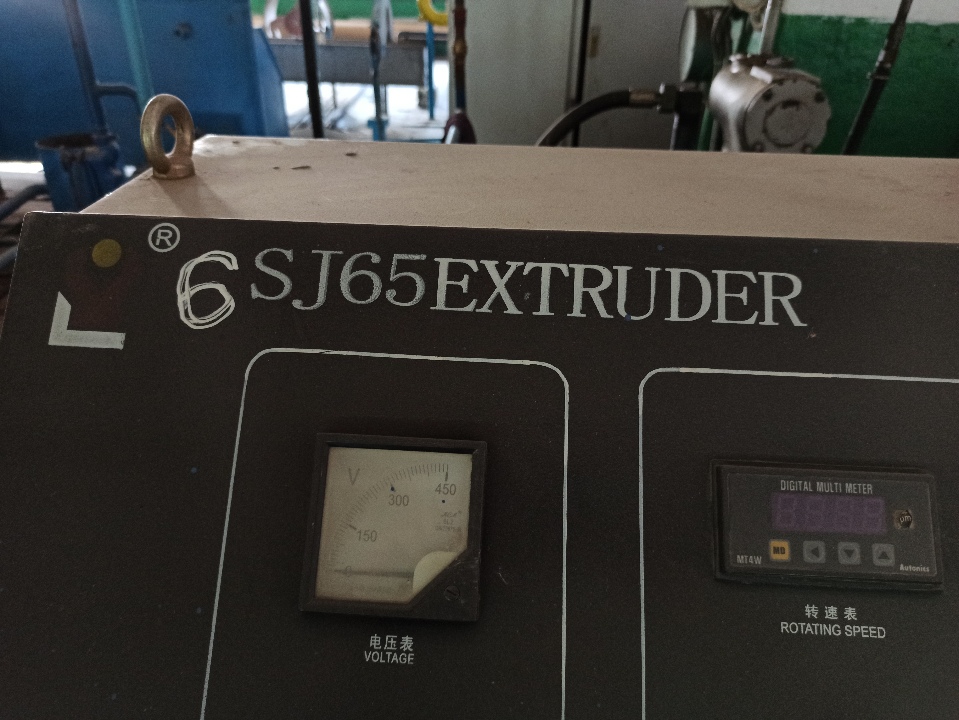 ®
6 SJ65EXTRUDER
V
450
300
150
0
电压表
VOLTAGE
DIGITAL MULTI METER
MD
MT4W
Autonics
转速表
ROTATING SPEED